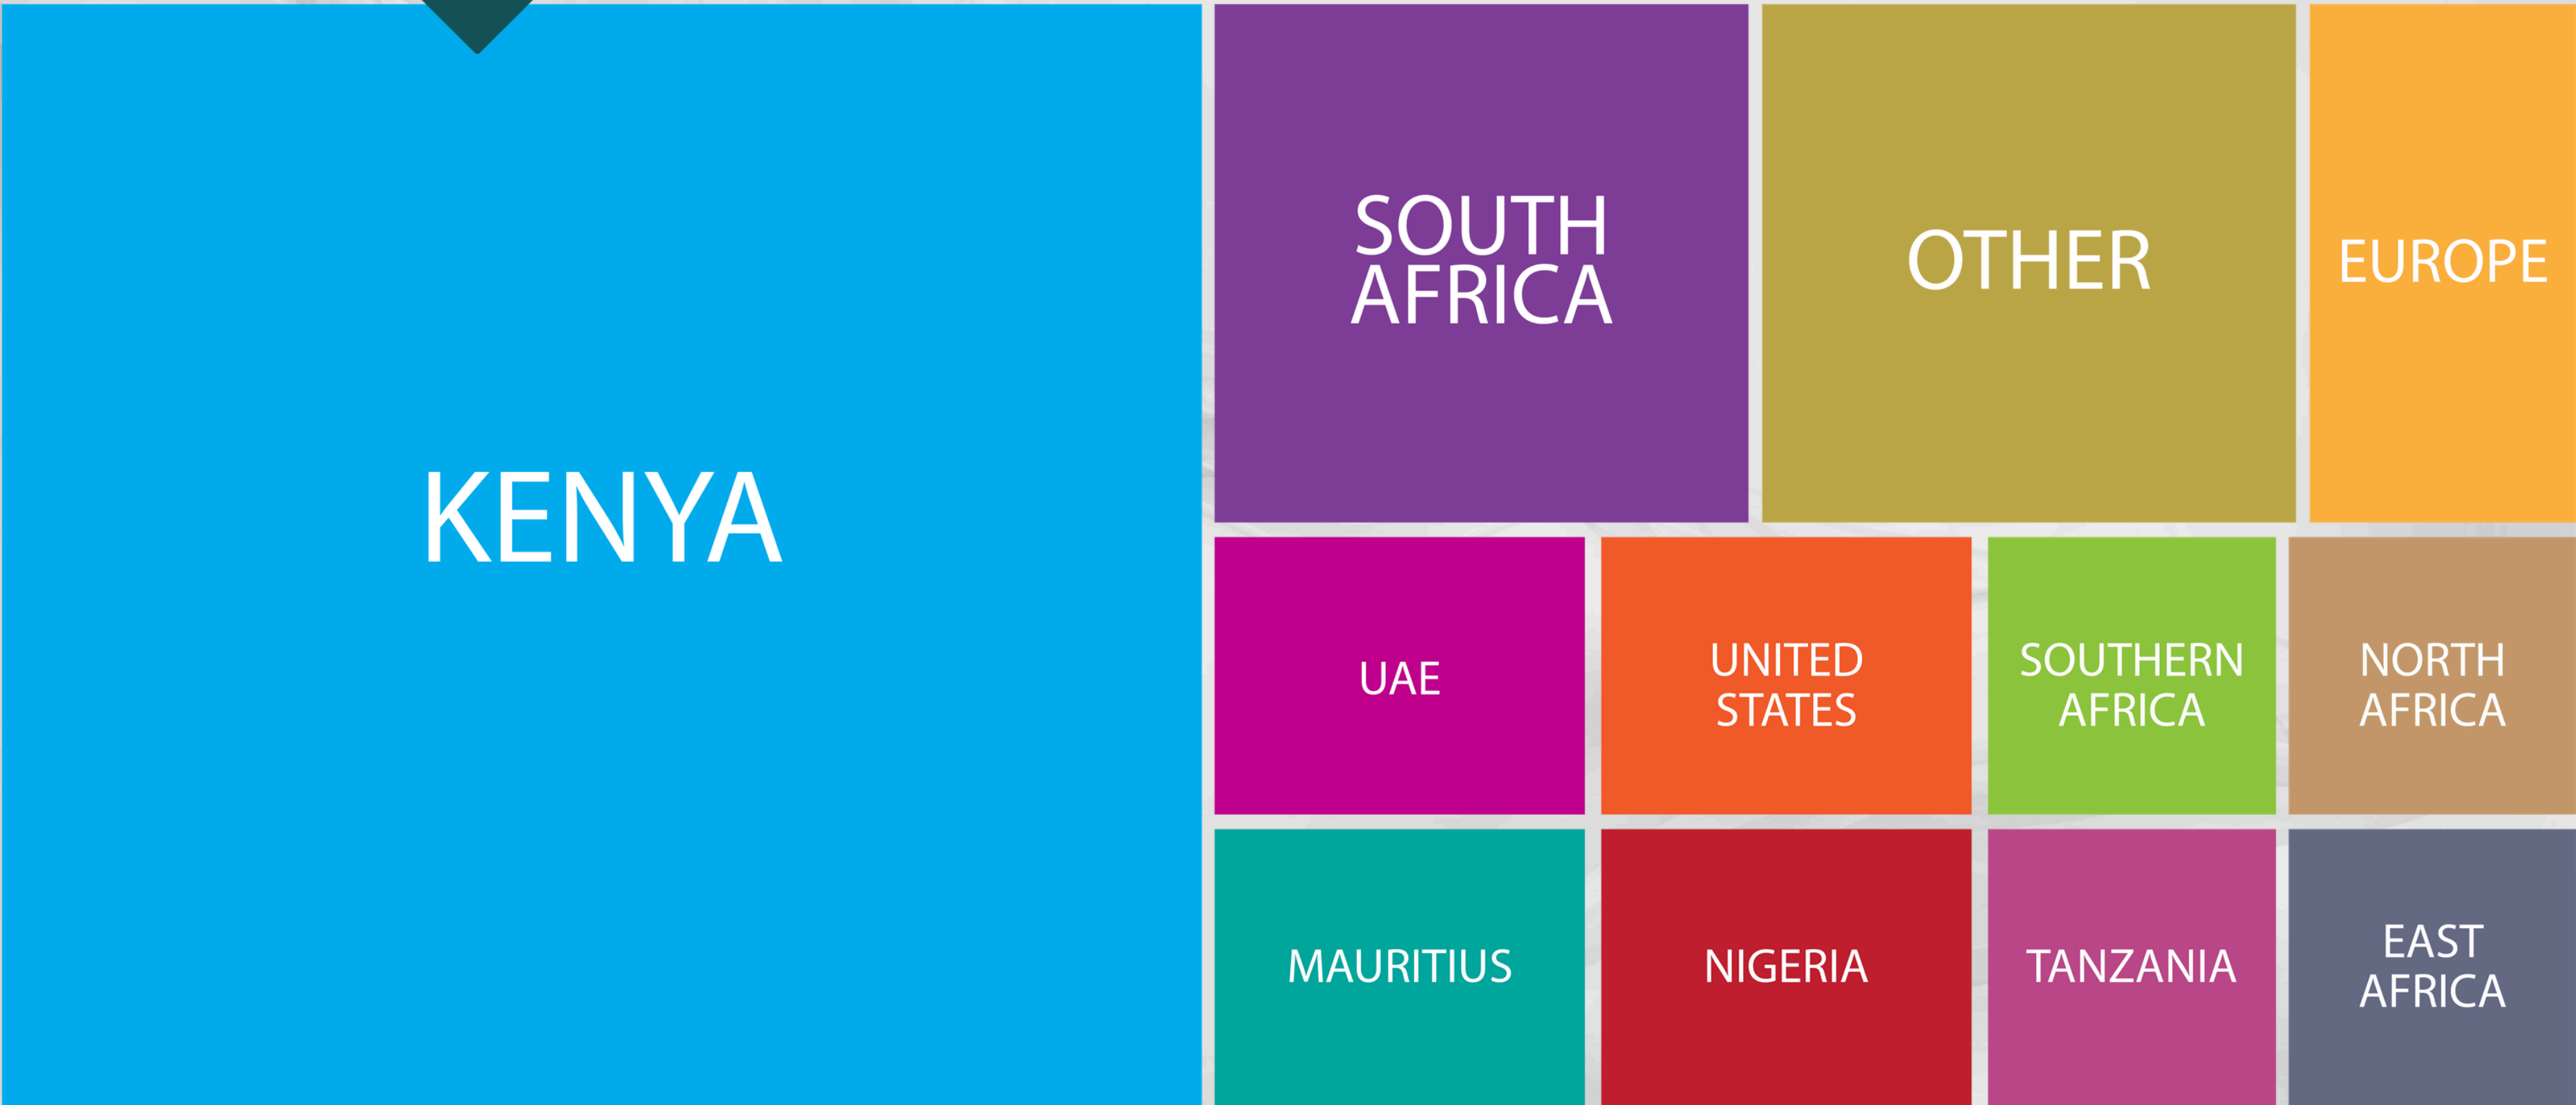 KENYA
SOUTH
AFRICA
OTHER
EUROPE
UAE
UNITED
STATES
SOUTHERN
AFRICA
NORTH
AFRICA
MAURITIUS
NIGERIA
TANZANIA
EAST
AFRICA